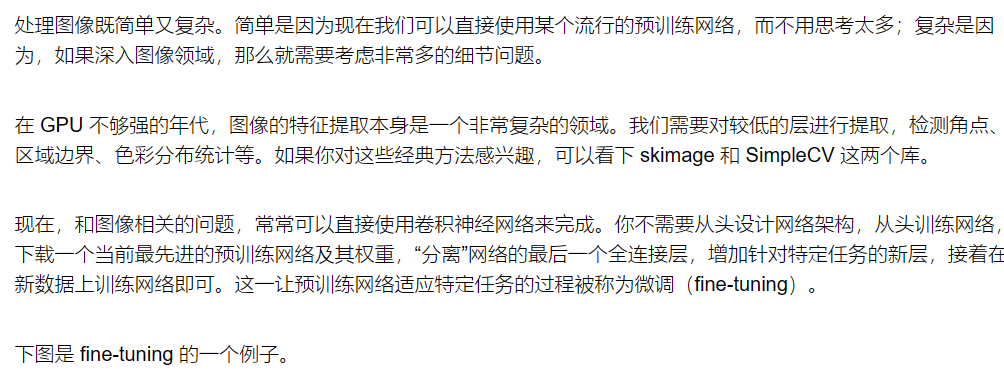 处理图像既简单又复杂。简单是因为现在我们可以直接使用某个流行的预训练网络，而不用思考太多；复杂是因
为，如果深入图像领域，那么就需要考虑非常多的细节问题。
在 GPU 不够强的年代，图像的特征提取本身是一个非常复杂的领域。我们需要对较低的层进行提取，检测角点、
区域边界、色彩分布统计等。如果你对这些经典方法感兴趣，可以看下 skimage 和 SimpleCV 这两个库。
现在，和图像相关的问题，常常可以直接使用卷积神经网络来完成。你不需要从头设计网络架构，从头训练网络，
下载一个当前最先进的预训练网络及其权重，“分离”网络的最后一个全连接层，增加针对特定任务的新层，接着在
新数据上训练网络即可。这一让预训练网络适应特定任务的过程被称为微调（fine-tuning）。
下图是 fine-tuning 的一个例子。